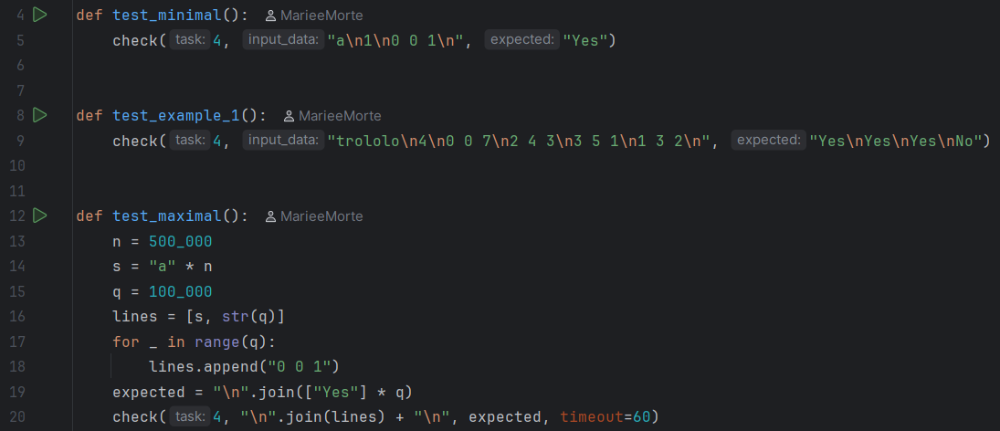 4 def test_minimal(): MarieeMorte
5 check( task: 4, input_data: "a\n1\n0 0 1\n", expected: "Yes")
6
7
8 def test_example_1(): MarieeMorte
9 check( task: 4, input_data: "trololo\n4\n0 0 7\n2 4 3\n3 5 1\n1 3 2\n", expected: "Yes\nYes\nYes\nNo")
10
11
12 def test_maximal(): MarieeMorte
13 n = 500_000
14 s = "a" * n
15 q = 100_000
16 lines = [s, str(q)]
17 for _ in range(q):
18 lines.append("0 0 1")
19 expected = "\n".join(["Yes"] * q)
20 check( task: 4, "\n".join(lines) + "\n", expected, timeout=60)